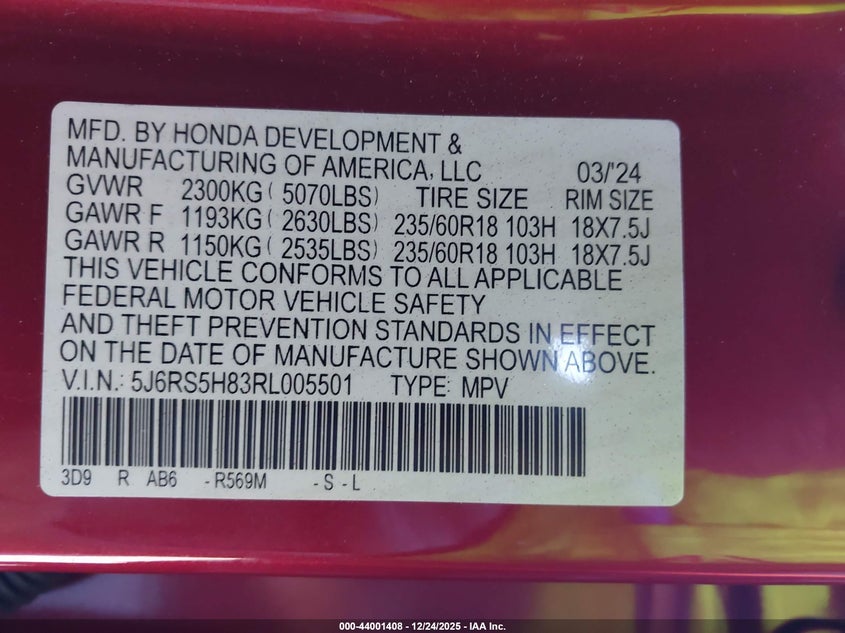 MFD. BY HONDA DEVELOPMENT &
MANUFACTURING OF AMERICA, LLC 03/'24
GVWR 2300KG( 5070LBS) TIRE SIZE RIM SIZE
GAWR F 1193KG( 2630LBS) 235/60R18 103H 18X7.5J
GAWR R 1150KG( 2535LBS) 235/60R18 103H 18X7.5J
THIS VEHICLE CONFORMS TO ALL APPLICABLE
FEDERAL MOTOR VEHICLE SAFETY
AND THEFT PREVENTION STANDARDS IN EFFECT
ON THE DATE OF MANUFACTURE SHOWN ABOVE.
V.I.N.: 5J6RS5H83RL005501 TYPE: MPV
3D9 R AB6 -R569M -S -L
000-44001408 - 12/24/2025 - IAA Inc.